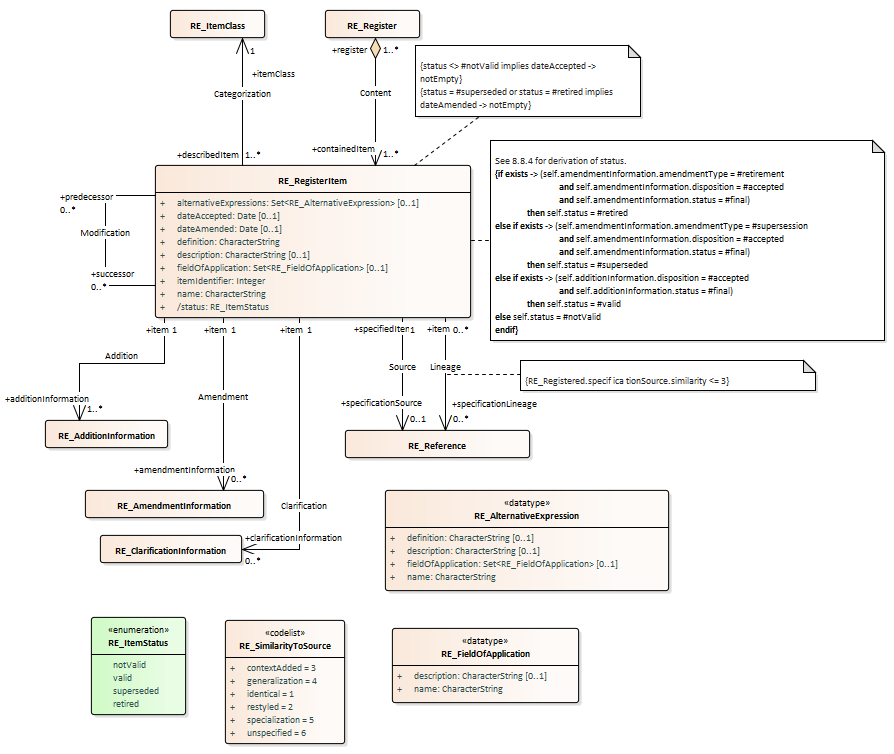 RE_ItemClass
RE_Register
1
+register
1..*
+itemClass
Categorization
Content
{status <> #notValid implies dateAccepted ->
notEmpty}
{status = #superseded or status = #retired implies
dateAmended -> notEmpty}
+describedItem
1..*
+containedItem
1..*
RE_RegisterItem
+ alternativeExpressions: Set<RE_AlternativeExpression> [0..1]
+ dateAccepted: Date [0..1]
+ dateAmended: Date [0..1]
+ definition: CharacterString
+ description: CharacterString [0..1]
+ fieldOfApplication: Set<RE_FieldOfApplication> [0..1]
+ itemIdentifier: Integer
+ name: CharacterString
+ /status: RE_ItemStatus
+predecessor
0..*
Modification
+successor
0..*
See 8.8.4 for derivation of status.
{if exists -> (self.amendmentInformation.amendmentType = #retirement
and self.amendmentInformation.disposition = #accepted
and self.amendmentInformation.status = #final)
then self.status = #retired
else if exists -> (self.amendmentInformation.amendmentType = #supersession
and self.amendmentInformation.disposition = #accepted
and self.amendmentInformation.status = #final)
then self.status = #superseded
else if exists -> (self.additionInformation.disposition = #accepted
and self.additionInformation.status = #final)
then self.status = #valid
else self.status = #notValid
endif}
+item 1
+item 1
+item 1
+specifiedItem 1
+item 0..*
Addition
Source
Lineage
{RE_Registered.specif ica tionSource.similarity <= 3}
+additionInformation
1..*
Amendment
+specificationSource
0..1
+specificationLineage
0..*
RE_AdditionInformation
RE_Reference
+amendmentInformation
0..*
RE_AmendmentInformation
Clarification
+clarificationInformation
0..*
RE_ClarificationInformation
«datatype»
RE_AlternativeExpression
+ definition: CharacterString [0..1]
+ description: CharacterString [0..1]
+ fieldOfApplication: Set<RE_FieldOfApplication> [0..1]
+ name: CharacterString
«enumeration»
RE_ItemStatus
notValid
valid
superseded
retired
«codelist»
RE_SimilarityToSource
+ contextAdded = 3
+ generalization = 4
+ identical = 1
+ restyled = 2
+ specialization = 5
+ unspecified = 6
«datatype»
RE_FieldOfApplication
+ description: CharacterString [0..1]
+ name: CharacterString